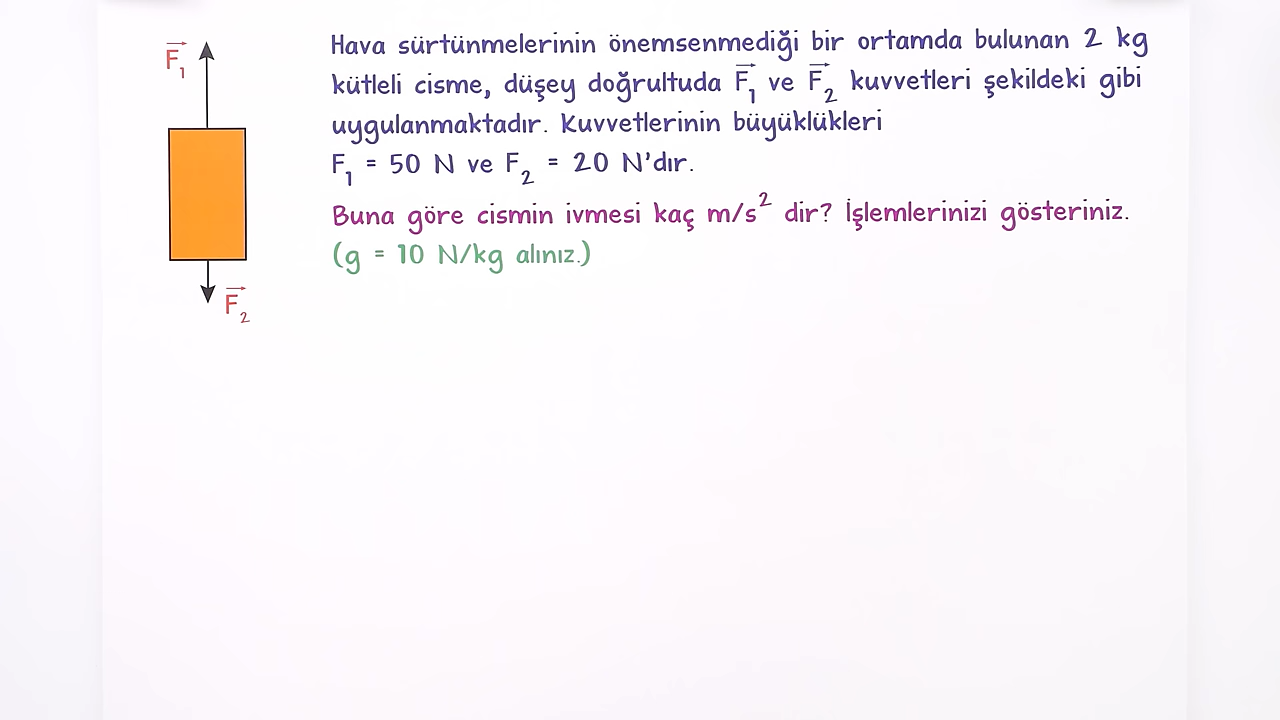 F₁
Hava sürtünmelerinin önemsenmediği bir ortamda bulunan 2 kg
kütleli cisme, düşey doğrultuda F₁ ve F₂ kuvvetleri şekildeki gibi
uygulanmaktadır. Kuvvetlerinin büyüklükleri
F₁ = 50 N ve F₂ = 20 N'dır.
Buna göre cismin ivmesi kaç m/s² dir? İşlemlerinizi gösteriniz.
(g = 10 N/kg alınız.)
F₂